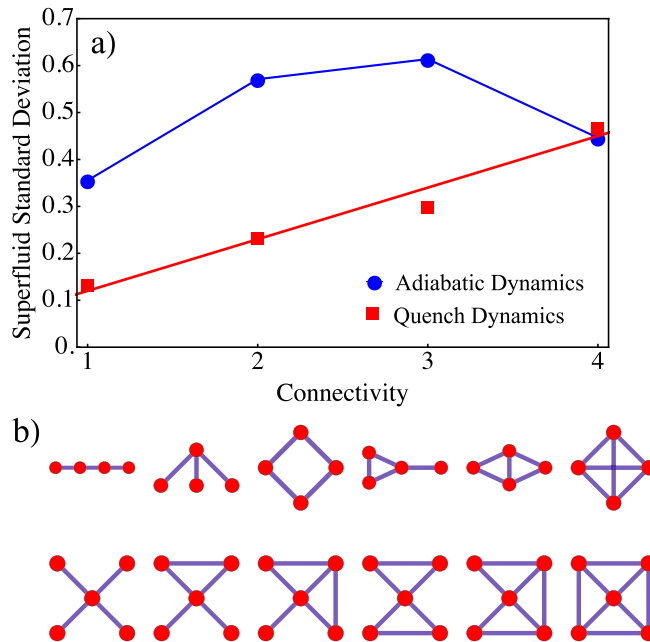 a)
0.7
0.6
0.5
0.4
0.3
0.2
0.1
0.
Superfluid Standard Deviation
Adiabatic Dynamics
Quench Dynamics
1 2 3 4
Connectivity
b)